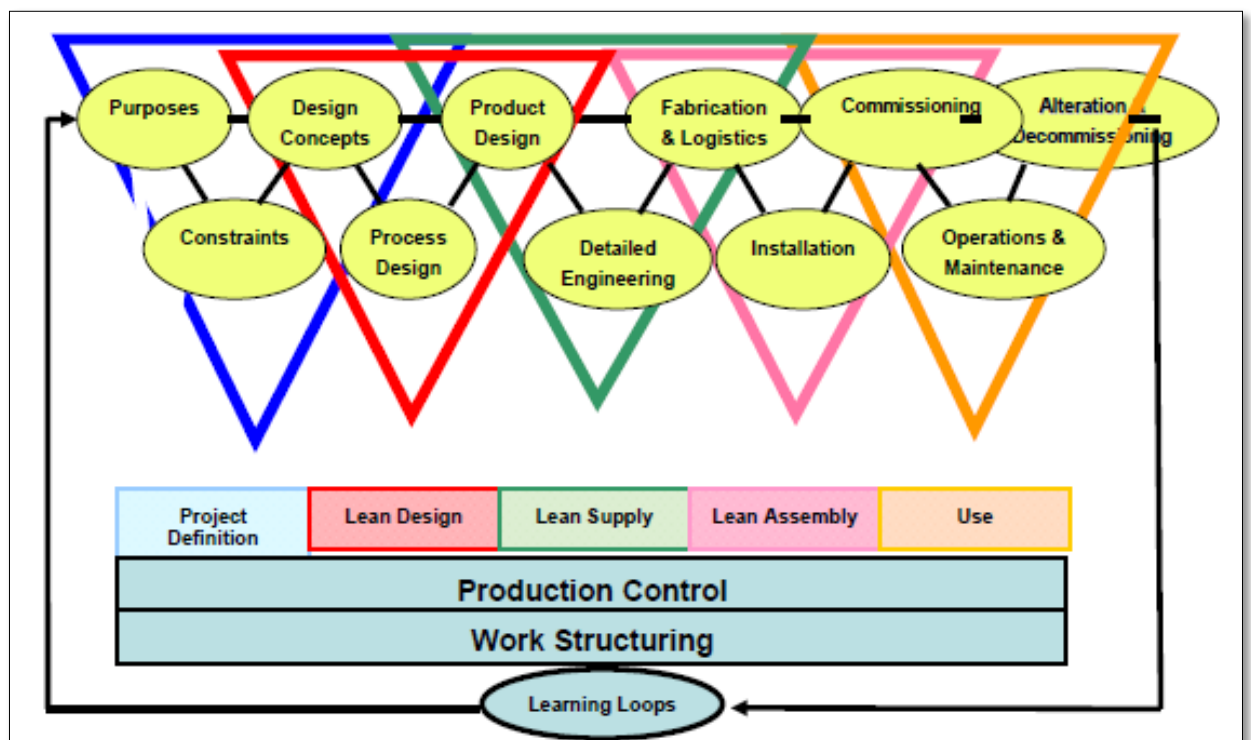 Purposes
Design
Concepts
Product
Design
Fabrication
& Logistics
Commissioning
Alteration &
Decommissioning
Constraints
Process
Design
Detailed
Engineering
Installation
Operations &
Maintenance
Project
Definition
Lean Design
Lean Supply
Lean Assembly
Use
Production Control
Work Structuring
Learning Loops